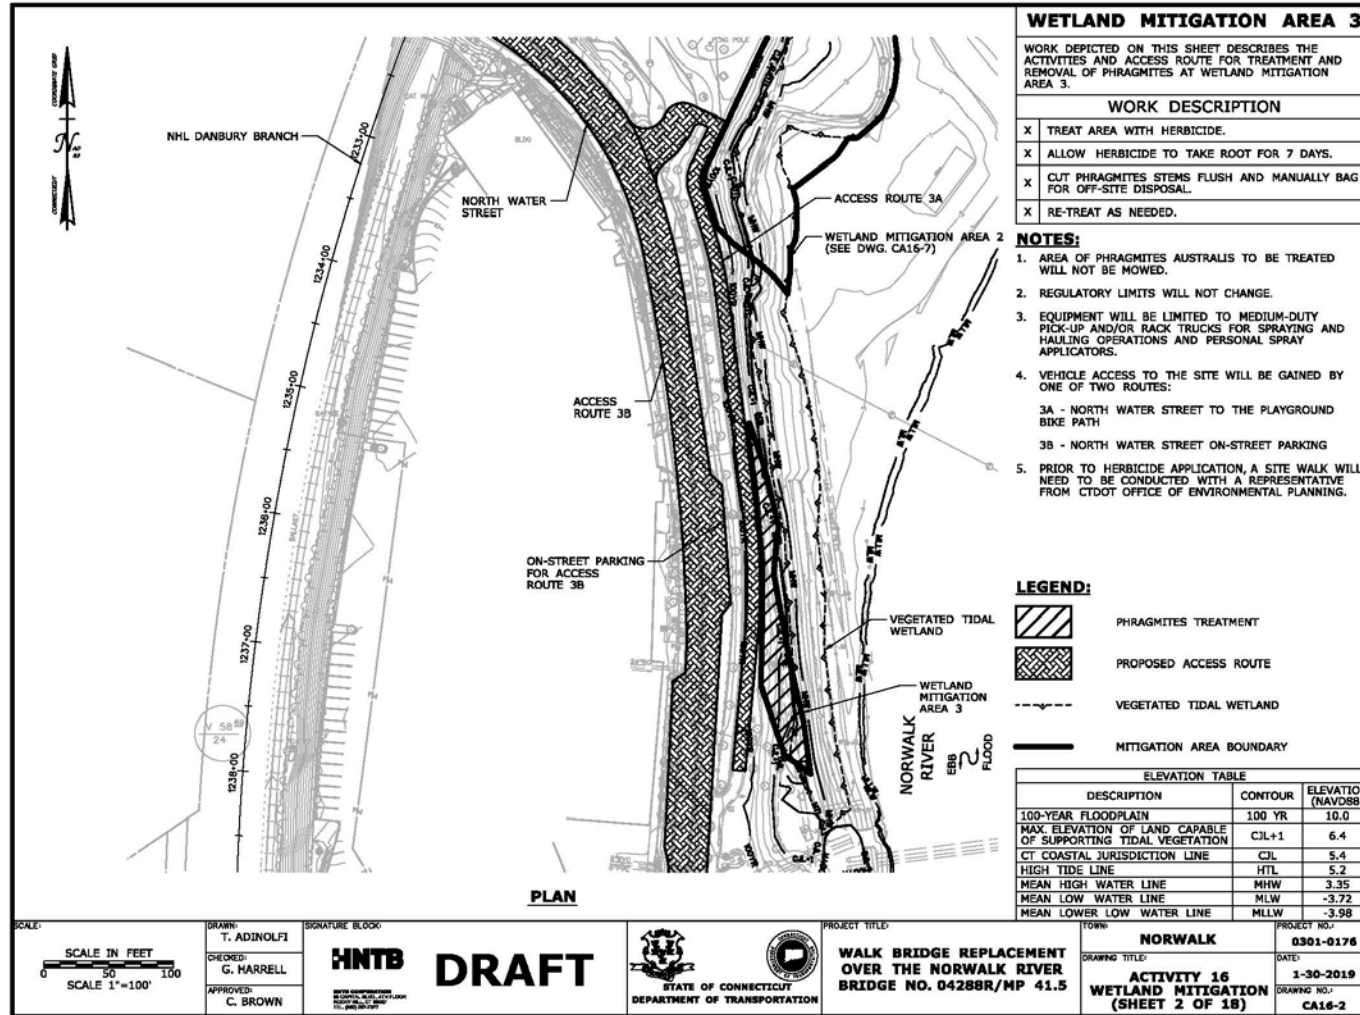 WETLAND MITIGATION AREA 3
WORK DEPICTED ON THIS SHEET DESCRIBES THE
ACTIVITIES AND ACCESS ROUTE FOR TREATMENT AND
REMOVAL OF PHRAGMITES AT WETLAND MITIGATION
AREA 3.
WORK DESCRIPTION
X TREAT AREA WITH HERBICIDE.
X ALLOW HERBICIDE TO TAKE ROOT FOR 7 DAYS.
X CUT PHRAGMITES STEMS FLUSH AND MANUALLY BAG
FOR OFF-SITE DISPOSAL.
X RE-TREAT AS NEEDED.
NOTES:
1. AREA OF PHRAGMITES AUSTRALIS TO BE TREATED
WILL NOT BE MOWED.
2. REGULATORY LIMITS WILL NOT CHANGE.
3. EQUIPMENT WILL BE LIMITED TO MEDIUM-DUTY
PICK-UP AND/OR RACK TRUCKS FOR SPRAYING AND
HAULING OPERATIONS AND PERSONAL SPRAY
APPLICATORS.
4. VEHICLE ACCESS TO THE SITE WILL BE GAINED BY
ONE OF TWO ROUTES:
3A - NORTH WATER STREET TO THE PLAYGROUND
BIKE PATH
3B - NORTH WATER STREET ON-STREET PARKING
5. PRIOR TO HERBICIDE APPLICATION, A SITE WALK WILL
NEED TO BE CONDUCTED WITH A REPRESENTATIVE
FROM CTDOT OFFICE OF ENVIRONMENTAL PLANNING.
LEGEND:
PHRAGMITES TREATMENT
PROPOSED ACCESS ROUTE
VEGETATED TIDAL WETLAND
MITIGATION AREA BOUNDARY
ELEVATION TABLE
DESCRIPTION CONTOUR ELEVATIO
(NAVD88
100-YEAR FLOODPLAIN 100 YR 10.0
MAX. ELEVATION OF LAND CAPABLE
OF SUPPORTING TIDAL VEGETATION CJL+1 6.4
CT COASTAL JURISDICTION LINE CJL 5.4
HIGH TIDE LINE HTL 5.2
MEAN HIGH WATER LINE MHW 3.35
MEAN LOW WATER LINE MLW -3.72
MEAN LOWER LOW WATER LINE MLLW -3.98
N
NHL DANBURY BRANCH
1233+00
1234+00
1235+00
1236+00
1237+00
1238+00
BALLAST
BLDG
V 58
24
NORTH WATER
STREET
ACCESS ROUTE 3A
WETLAND MITIGATION AREA 2
(SEE DWG. CA16-7)
ACCESS
ROUTE 3B
ON-STREET PARKING
FOR ACCESS
ROUTE 3B
VEGETATED TIDAL
WETLAND
WETLAND
MITIGATION
AREA 3
NORWALK
RIVER
EBB
FLOOD
MHW
MLW
MLLW
CJL+1
PLAN
SCALE:
SCALE IN FEET
0 50 100
SCALE 1"=100'
DRAWN:
T. ADINOLFI
CHECKED:
G. HARRELL
APPROVED:
C. BROWN
SIGNATURE BLOCK:
HNTB
HNTB CORPORATION
DRAFT
STATE OF CONNECTICUT
DEPARTMENT OF TRANSPORTATION
PROJECT TITLE:
WALK BRIDGE REPLACEMENT
OVER THE NORWALK RIVER
BRIDGE NO. 04288R/MP 41.5
TOWN:
NORWALK
DRAWING TITLE:
ACTIVITY 16
WETLAND MITIGATION
(SHEET 2 OF 18)
PROJECT NO.:
0301-0176
DATE:
1-30-2019
DRAWING NO.:
CA16-2